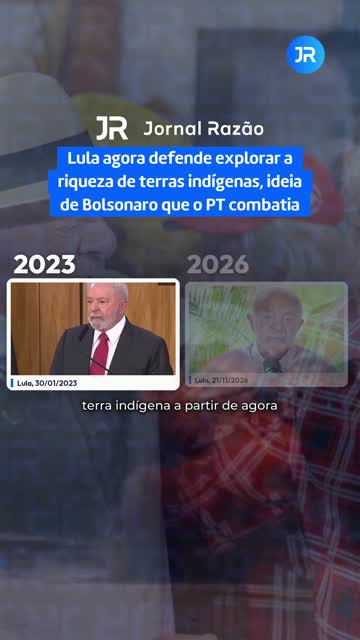 JR
JR Jornal Razão
Lula agora defende explorar a
riqueza de terras indígenas, ideia
de Bolsonaro que o PT combatia
2023
2026
Lula, 30/01/2023
Lula, 21/11/2026
terra indígena a partir de agora